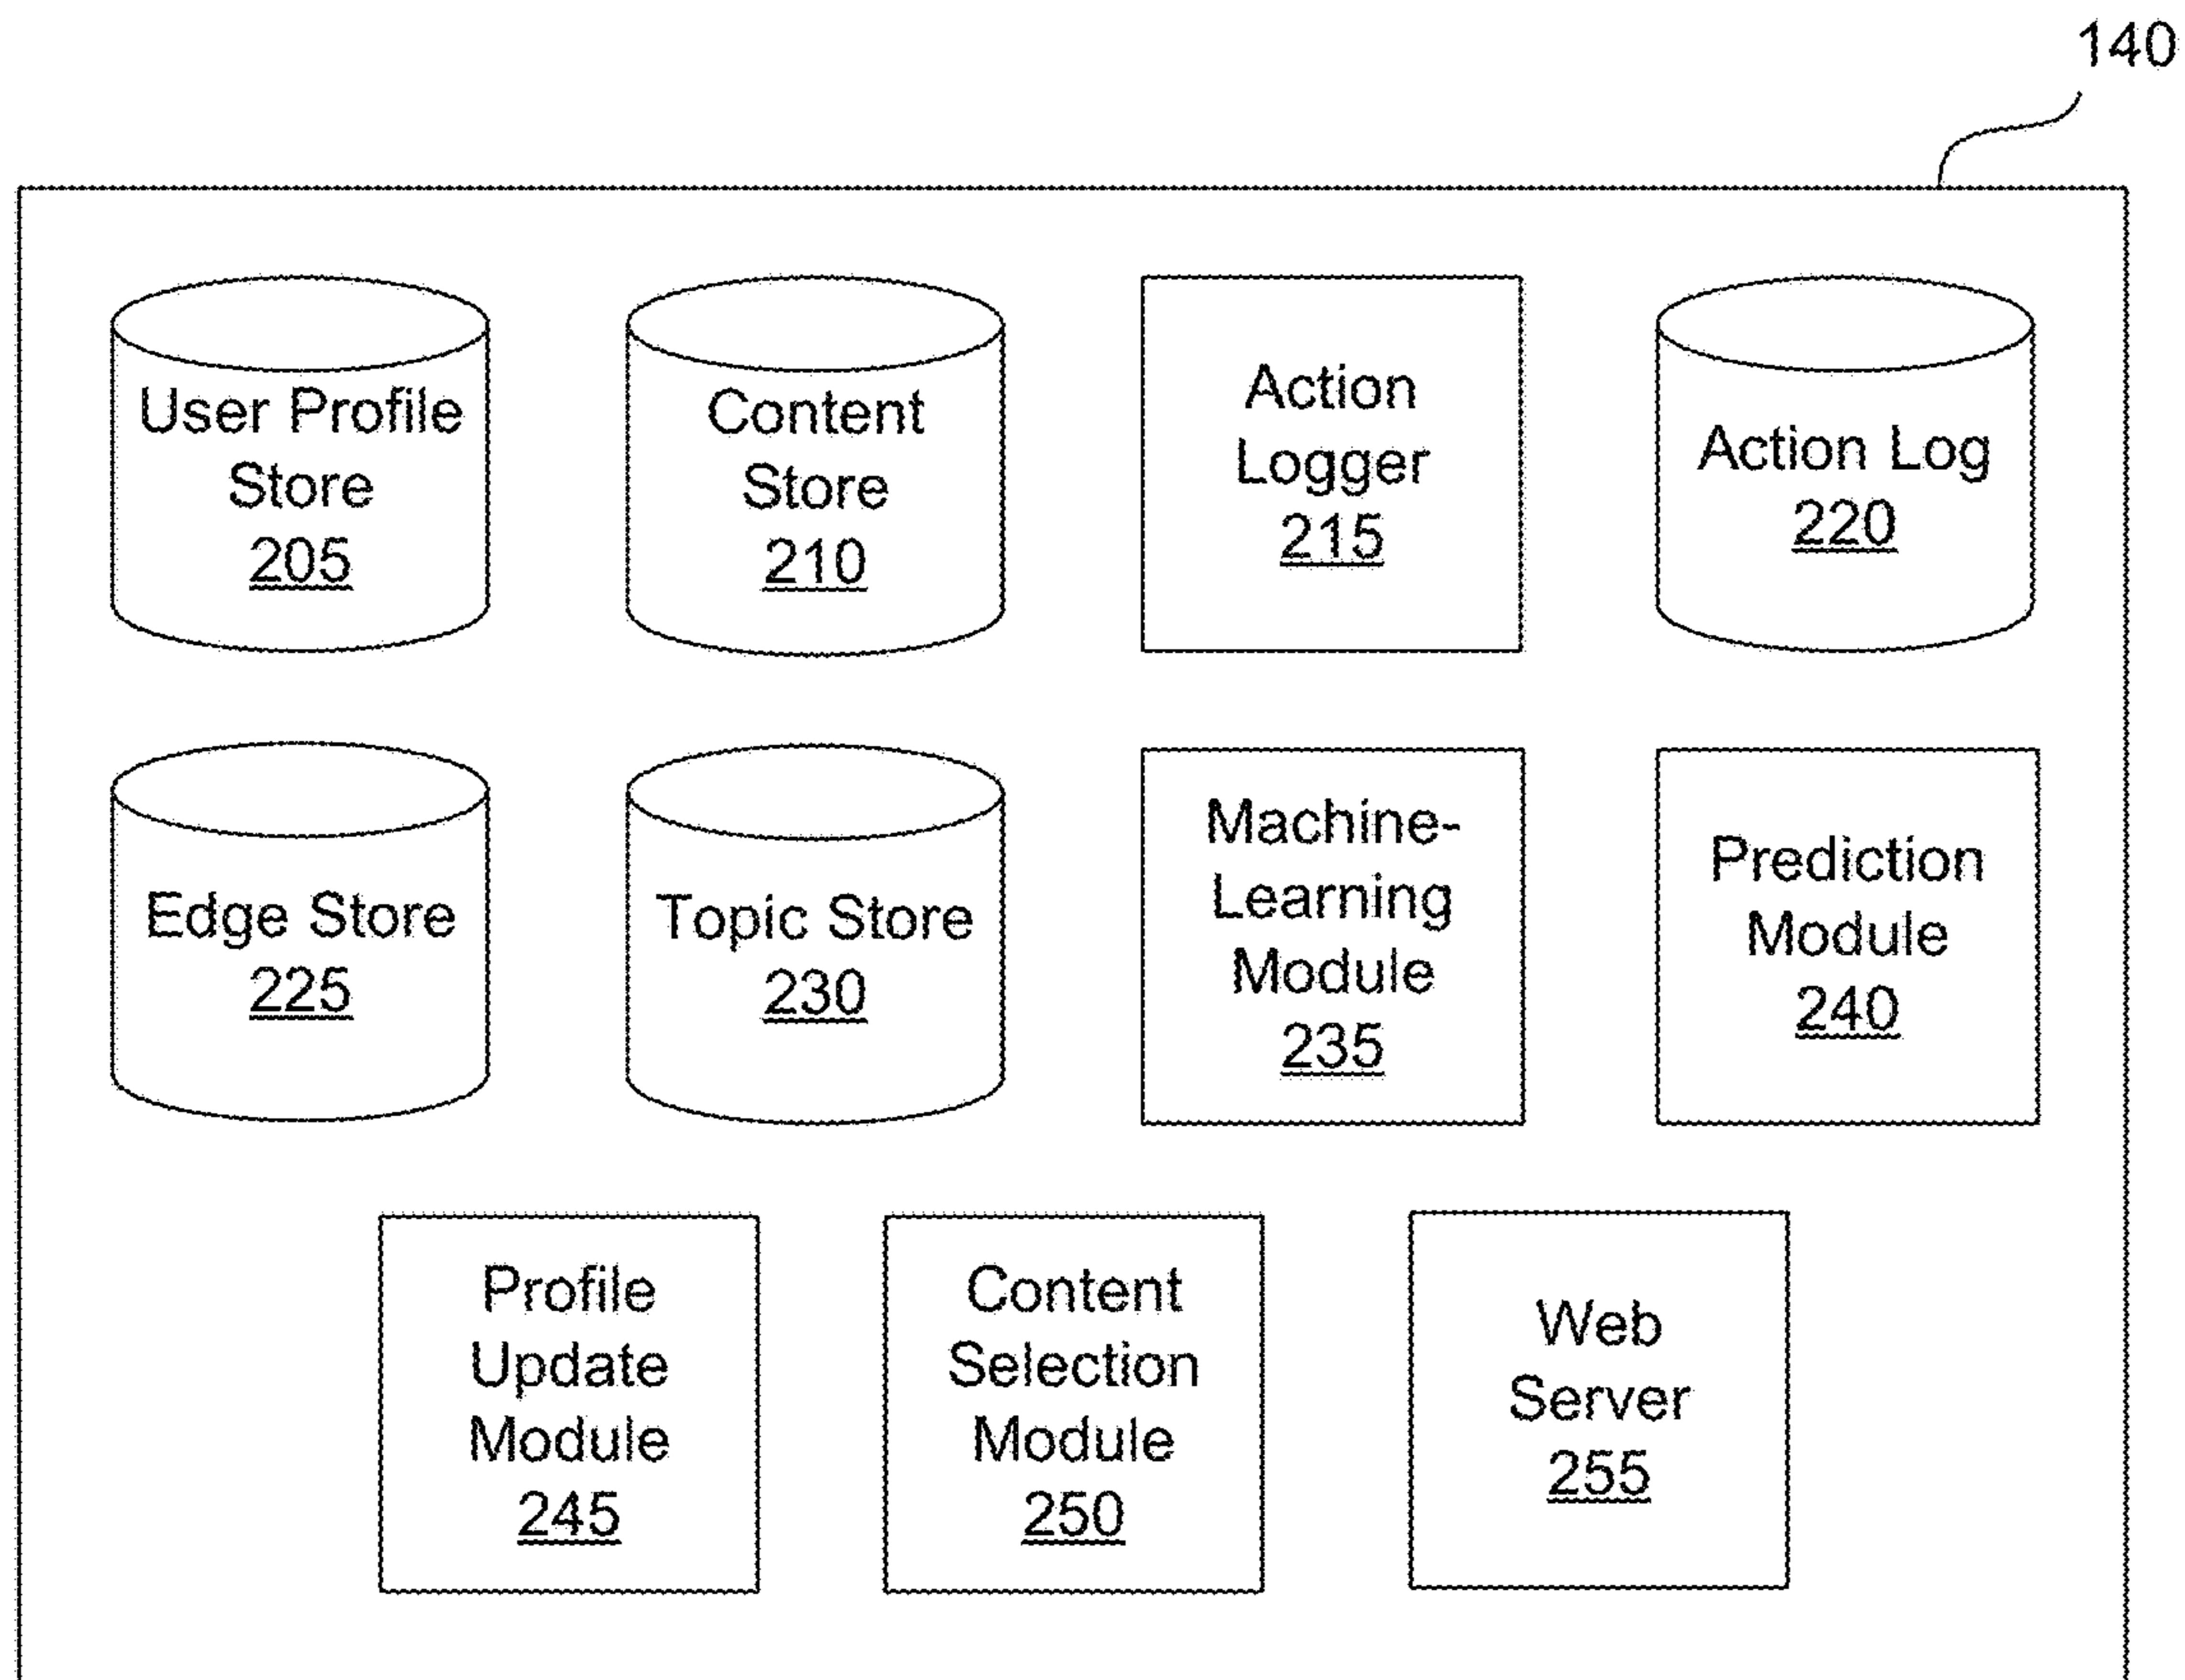 140
User Profile
Store
205
Content
Store
210
Action
Logger
215
Action Log
220
Edge Store
225
Topic Store
230
Machine-
Learning
Module
235
Prediction
Module
240
Profile
Update
Module
245
Content
Selection
Module
250
Web
Server
255